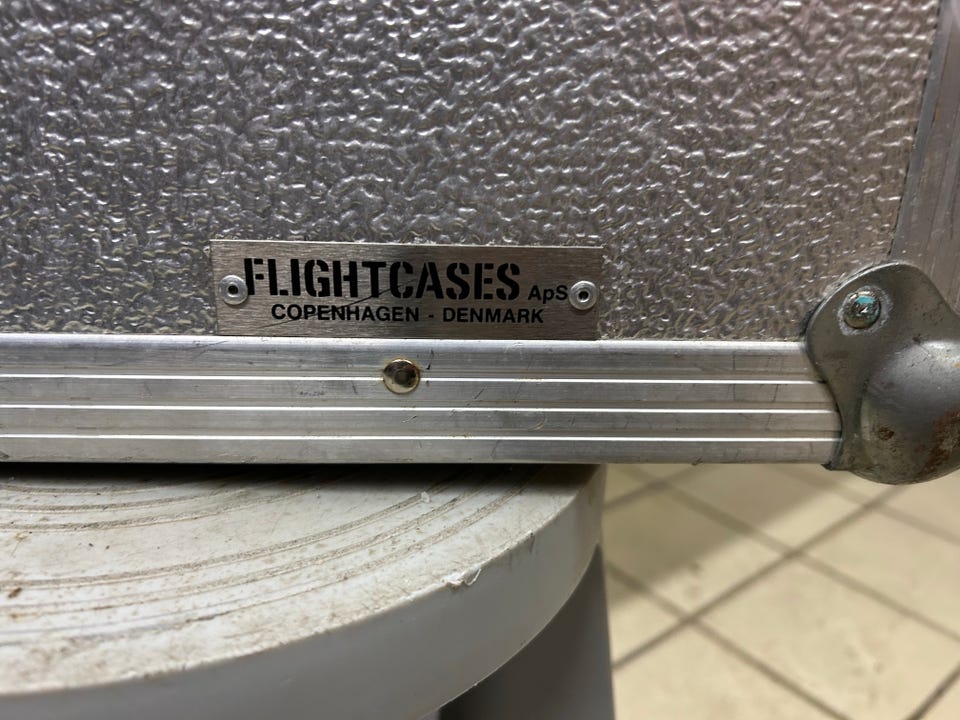 FLIGHTCASES ApS
COPENHAGEN - DENMARK